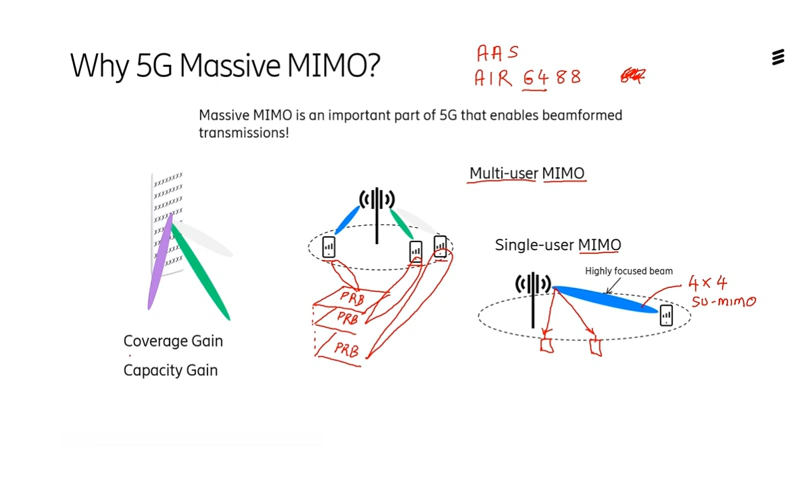 Why 5G Massive MIMO?
AAS
AIR 6488
Massive MIMO is an important part of 5G that enables beamformed
transmissions!
Multi-user MIMO
Single-user MIMO
Highly focused beam
4x4
SU-MIMO
PRB
PRB
PRB
Coverage Gain
Capacity Gain